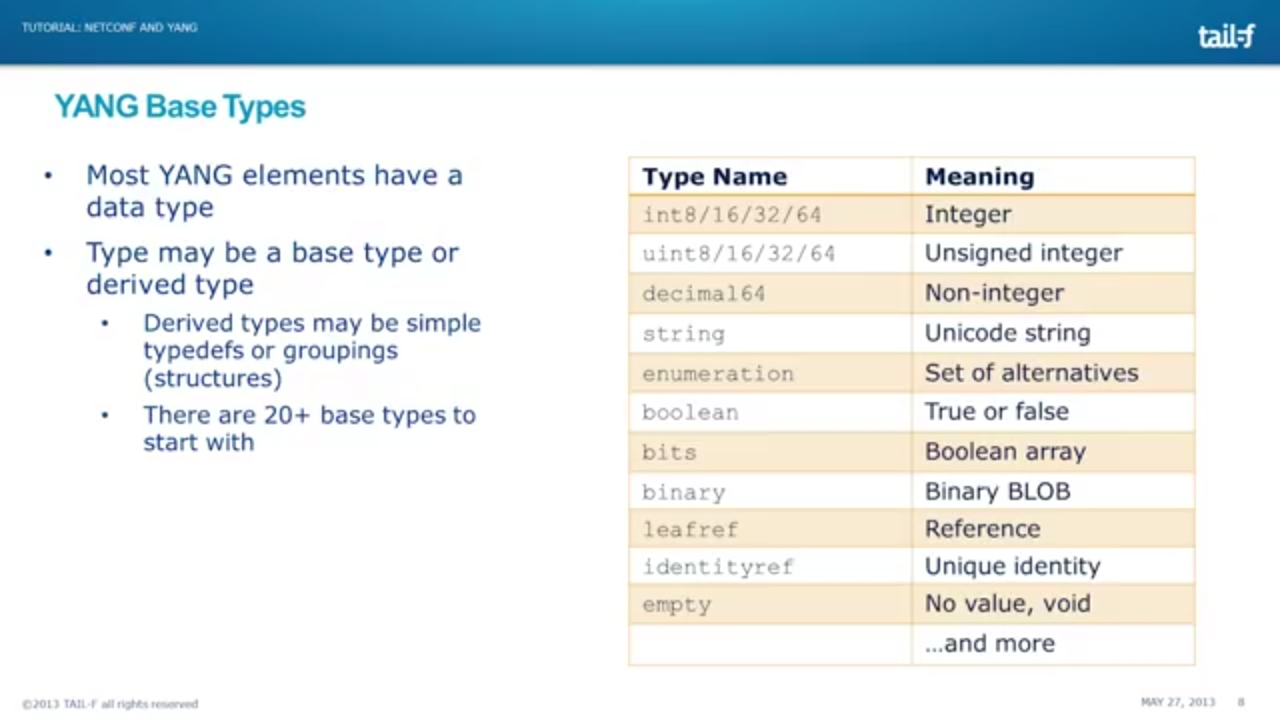 TUTORIAL: NETCONF AND YANG
tail-f
YANG Base Types
• Most YANG elements have a
data type
• Type may be a base type or
derived type
• Derived types may be simple
typedefs or groupings
(structures)
• There are 20+ base types to
start with
Type Name Meaning
int8/16/32/64 Integer
uint8/16/32/64 Unsigned integer
decimal64 Non-integer
string Unicode string
enumeration Set of alternatives
boolean True or false
bits Boolean array
binary Binary BLOB
leafref Reference
identityref Unique identity
empty No value, void
...and more
©2013 TAIL-F all rights reserved
MAY 27, 2013 8